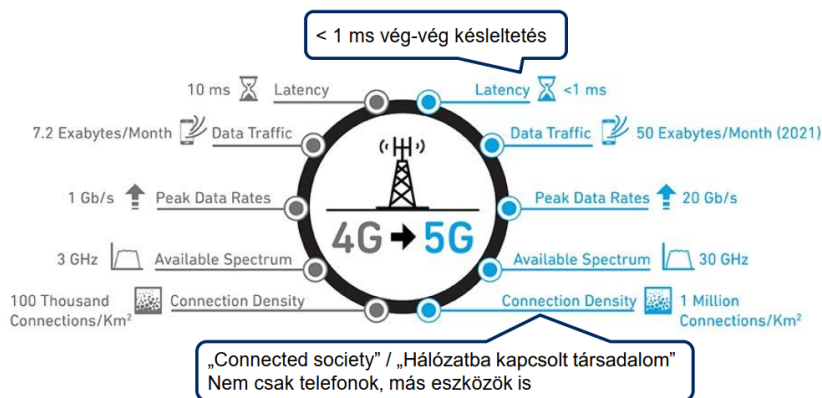 < 1 ms vég-vég késleltetés
10 ms Latency
Latency <1 ms
7.2 Exabytes/Month Data Traffic
Data Traffic 50 Exabytes/Month (2021)
1 Gb/s Peak Data Rates
Peak Data Rates 20 Gb/s
4G 5G
3 GHz Available Spectrum
Available Spectrum 30 GHz
100 Thousand
Connections/Km²
Connection Density
Connection Density
1 Million
Connections/Km²
„Connected society” / „Hálózatba kapcsolt társadalom”
Nem csak telefonok, más eszközök is